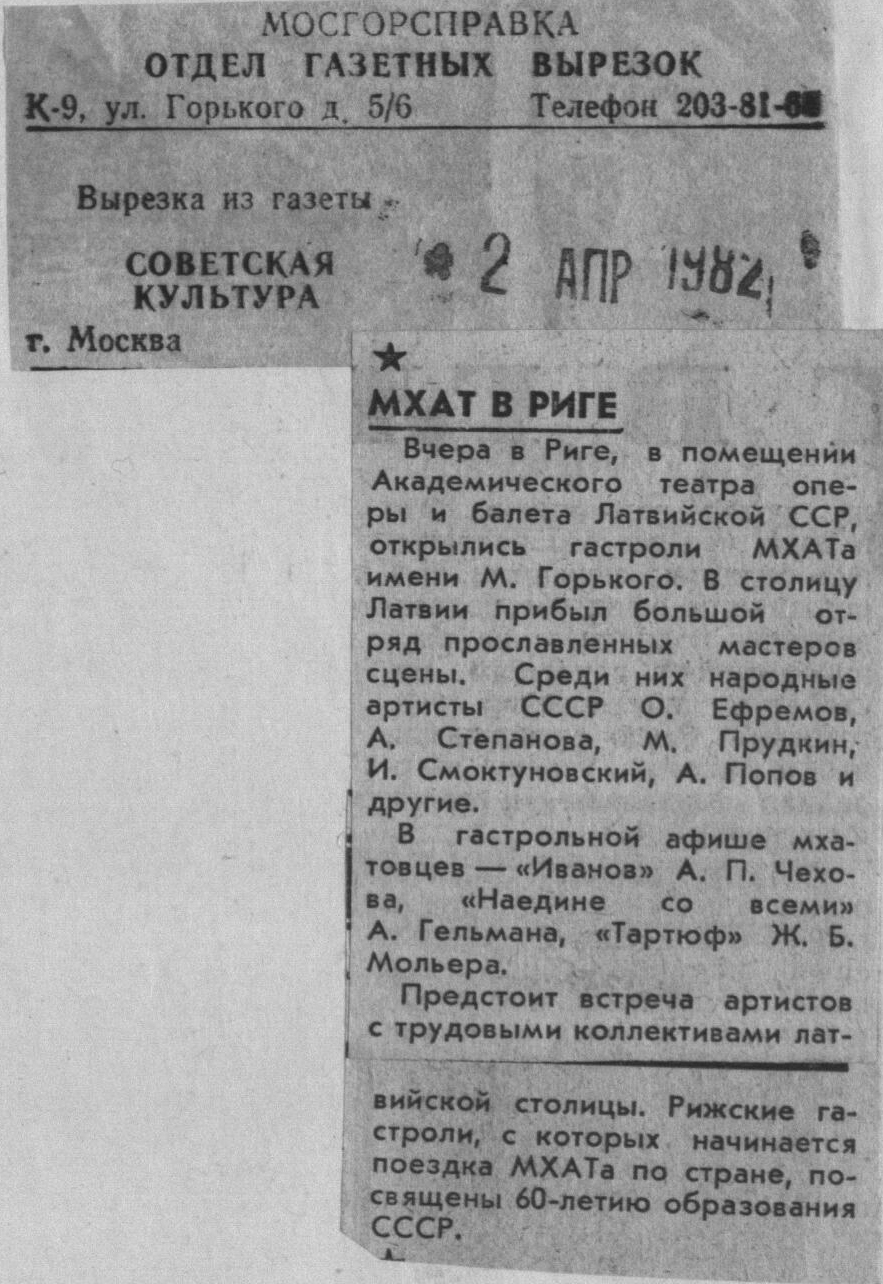 МОСГОРСПРАВКА
ОТДЕЛ ГАЗЕТНЫХ ВЫРЕЗОК
К-9, ул. Горького д. 5/6 Телефон 203-81-
Вырезка из газеты
СОВЕТСКАЯ
КУЛЬТУРА
г. Москва
2 АПР 1982
★
МХАТ В РИГЕ
Вчера в Риге, в помещении
Академического театра опе-
ры и балета Латвийской ССР,
открылись гастроли МХАТа
имени М. Горького. В столицу
Латвии прибыл большой от-
ряд прославленных мастеров
сцены. Среди них народные
артисты СССР О. Ефремов,
А. Степанова, М. Прудкин,
И. Смоктуновский, А. Попов и
другие.
В гастрольной афише мха-
товцев — «Иванов» А. П. Чехо-
ва, «Наедине со всеми»
А. Гельмана, «Тартюф» Ж. Б.
Мольера.
Предстоит встреча артистов
с трудовыми коллективами лат-
вийской столицы. Рижские га-
строли, с которых начинается
поездка МХАТа по стране, по-
священы 60-летию образования
СССР.